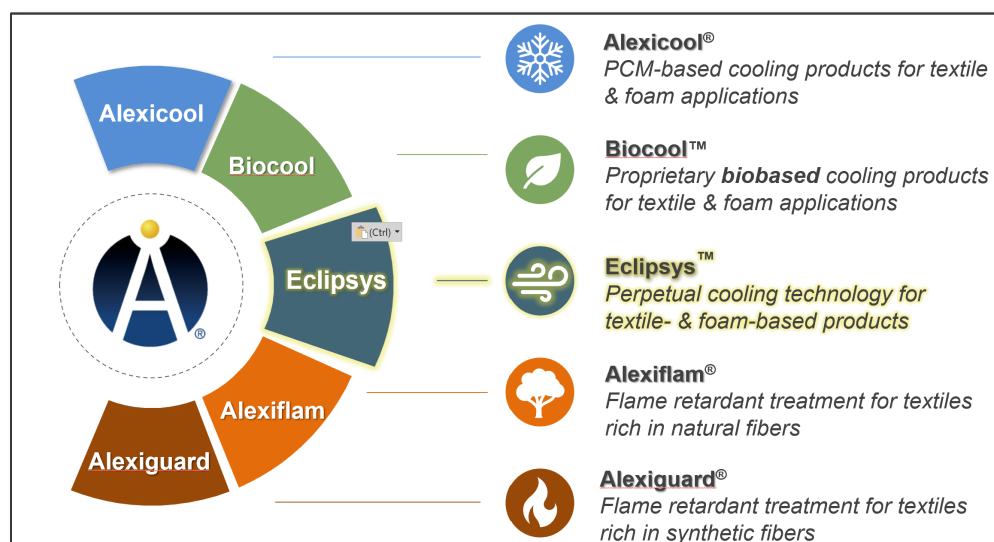 Alexicool
Biocool
(Ctrl)
Eclipsys
Alexiflam
Alexiguard
A®
Alexicool®
PCM-based cooling products for textile
& foam applications
Biocool™
Proprietary biobased cooling products
for textile & foam applications
Eclipsys™
Perpetual cooling technology for
textile- & foam-based products
Alexiflam®
Flame retardant treatment for textiles
rich in natural fibers
Alexiguard®
Flame retardant treatment for textiles
rich in synthetic fibers